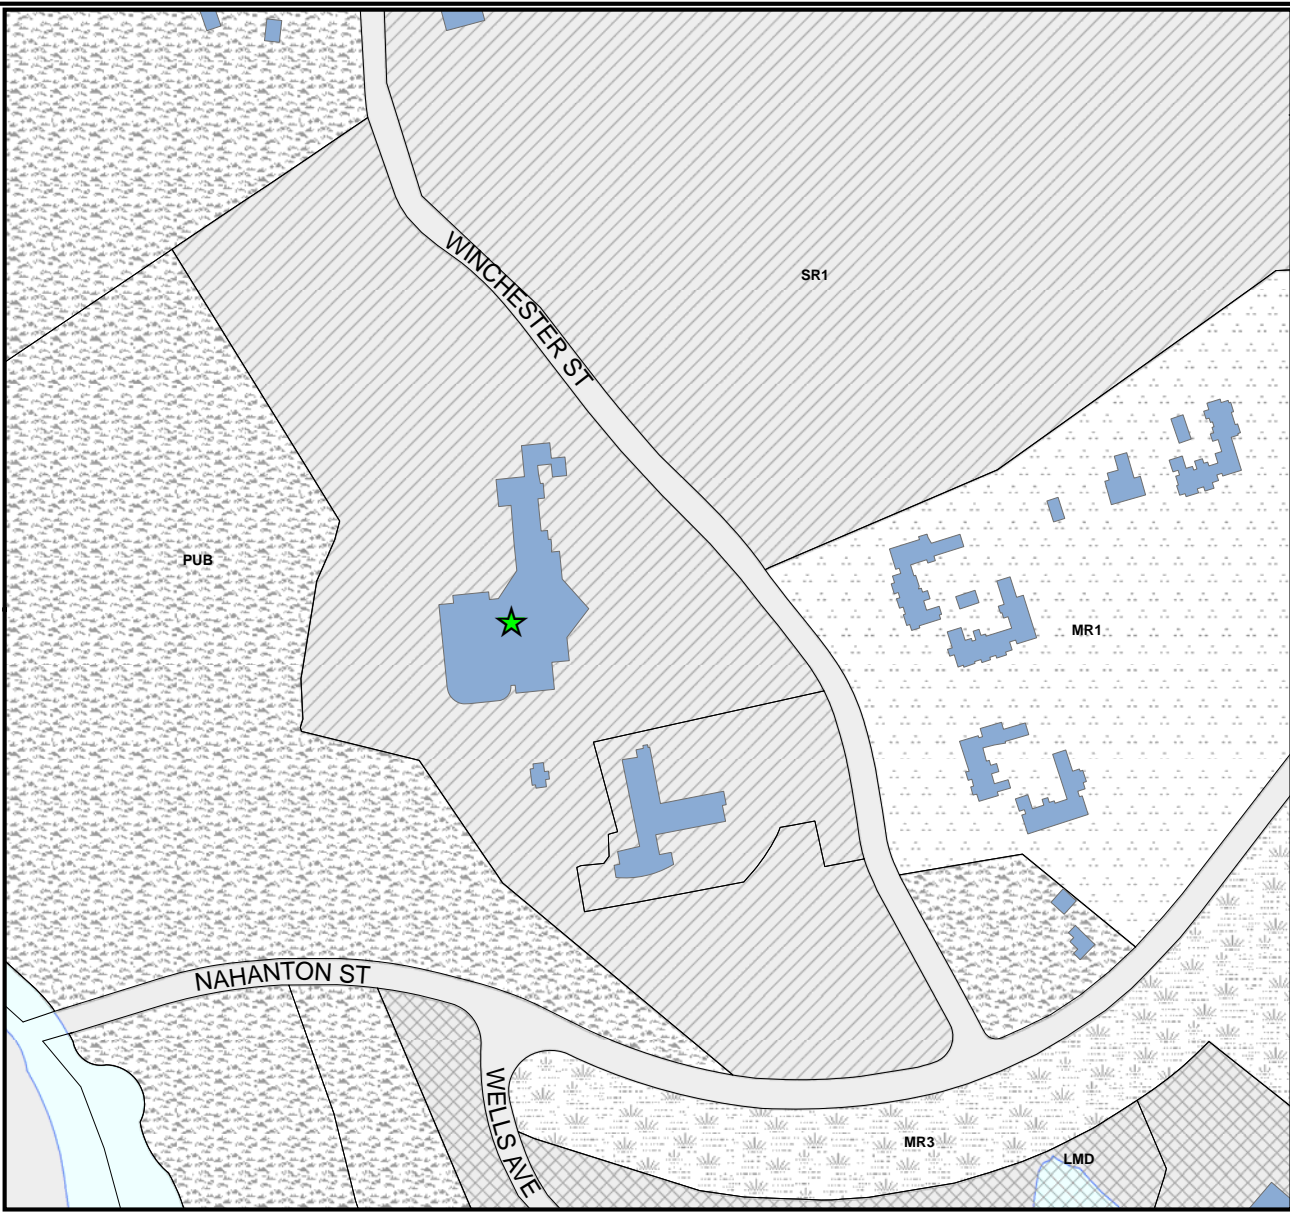 WINCHESTER ST
SR1
PUB
MR1
NAHANTON ST
WELLS AVE
MR3
LMD